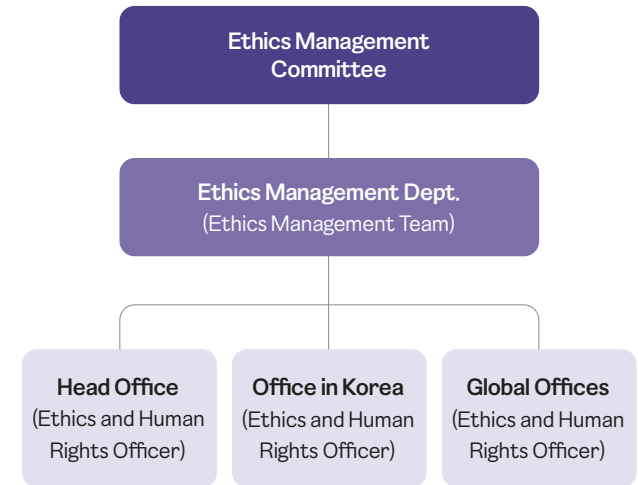 Ethics Management
Committee
Ethics Management Dept.
(Ethics Management Team)
Head Office
(Ethics and Human
Rights Officer)
Office in Korea
(Ethics and Human
Rights Officer)
Global Offices
(Ethics and Human
Rights Officer)